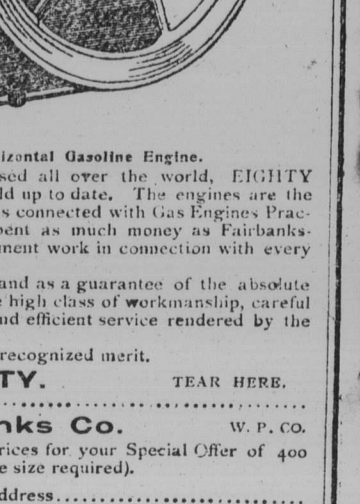 izontal Gasoline Engine.
sed all over the world, EIGHTY
ld up to date. The engines are the
s connected with Gas Engines Prac-
ent as much money as Fairbanks-
ment work in connection with every
and as a guarantee of the absolute
e high class of workmanship, careful
nd efficient service rendered by the
recognized merit.
TY. TEAR HERE.
nks Co. W. P. CO.
rices for your Special Offer of 400
e size required).
ddress